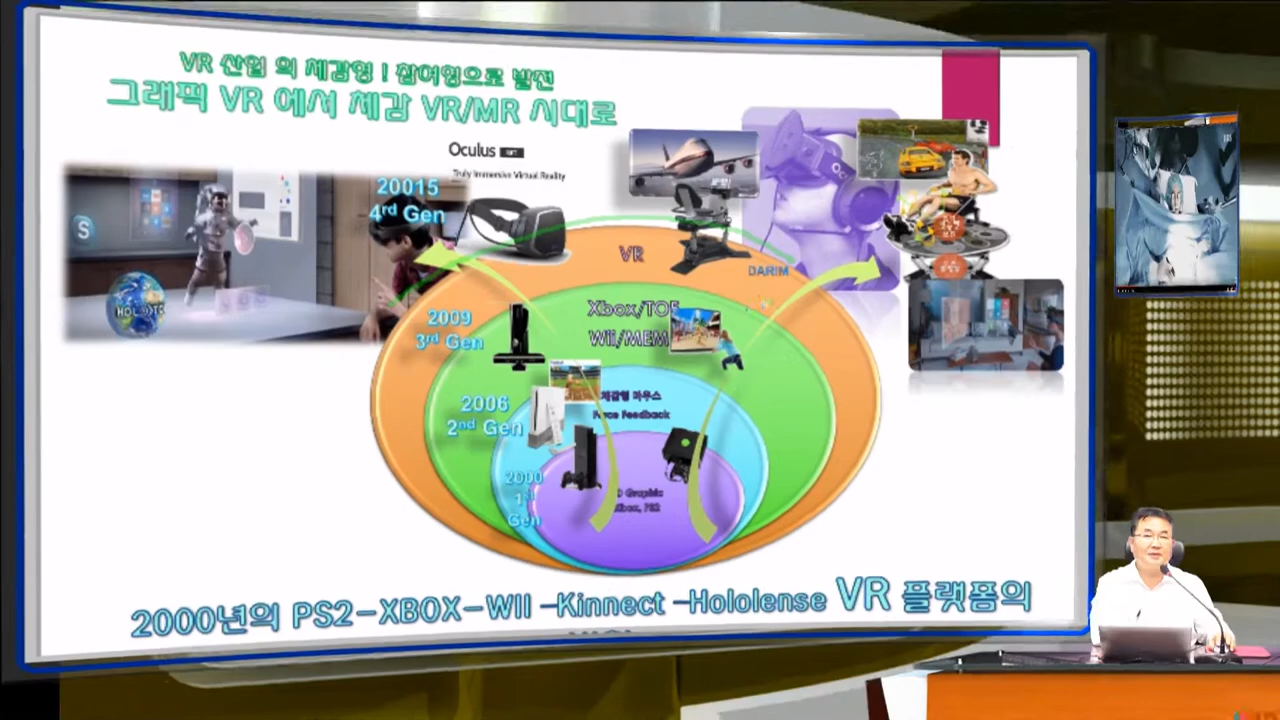 VR 산업 의 체감형 ! 참여형으로 발전
그래픽 VR 에서 체감 VR/MR 시대로
Oculus
Truly Immersive Virtual Reality
20015
4rd Gen
S
HOL
VR
DARIM
2009
3rd Gen
Xbox/TOF
Wii/MEM
2006
2nd Gen
체감형 마우스
Force Feedback
2000
1st
Gen
Graphic
Xbox, PS2
2000년의 PS2-XBOX-WII -Kinnect -Hololense VR 플랫폼의